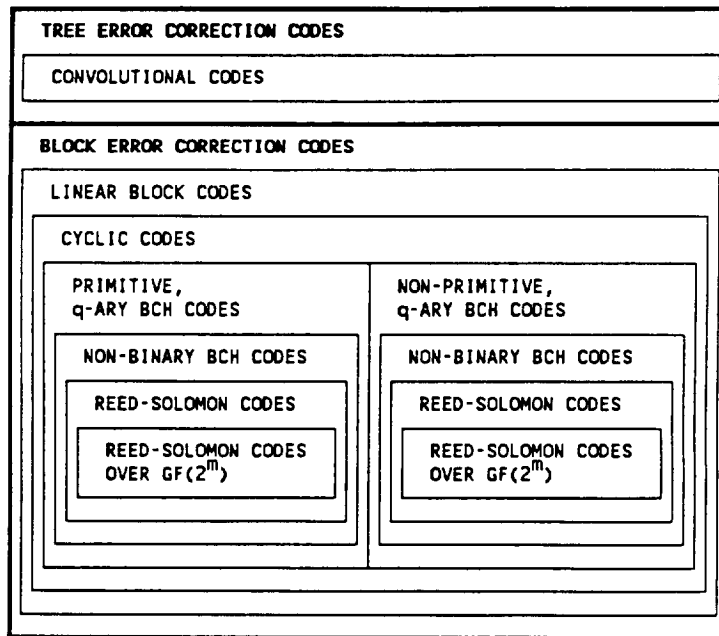 TREE ERROR CORRECTION CODES
CONVOLUTIONAL CODES
BLOCK ERROR CORRECTION CODES
LINEAR BLOCK CODES
CYCLIC CODES
PRIMITIVE,
q-ARY BCH CODES
NON-BINARY BCH CODES
REED-SOLOMON CODES
REED-SOLOMON CODES
OVER GF(2^m)
NON-PRIMITIVE,
q-ARY BCH CODES
NON-BINARY BCH CODES
REED-SOLOMON CODES
REED-SOLOMON CODES
OVER GF(2^m)